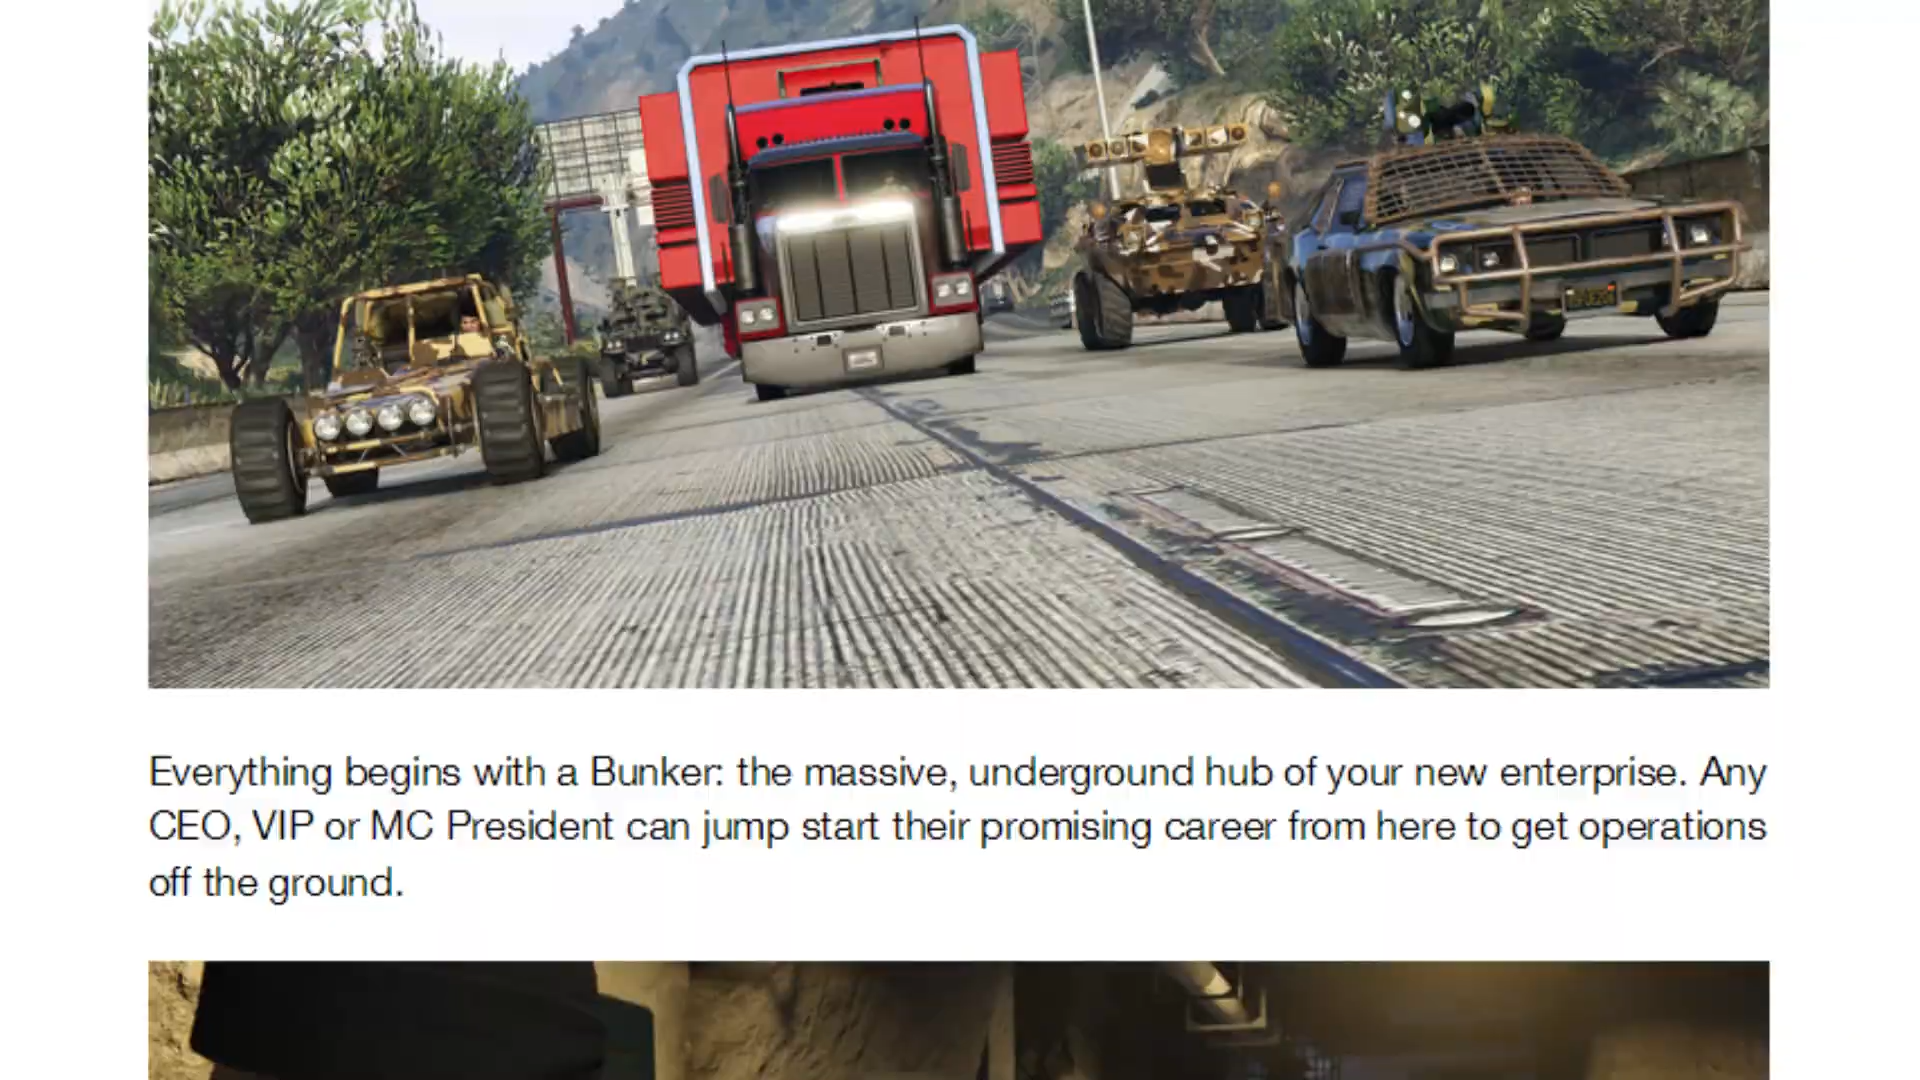 Everything begins with a Bunker: the massive, underground hub of your new enterprise. Any
CEO, VIP or MC President can jump start their promising career from here to get operations
off the ground.